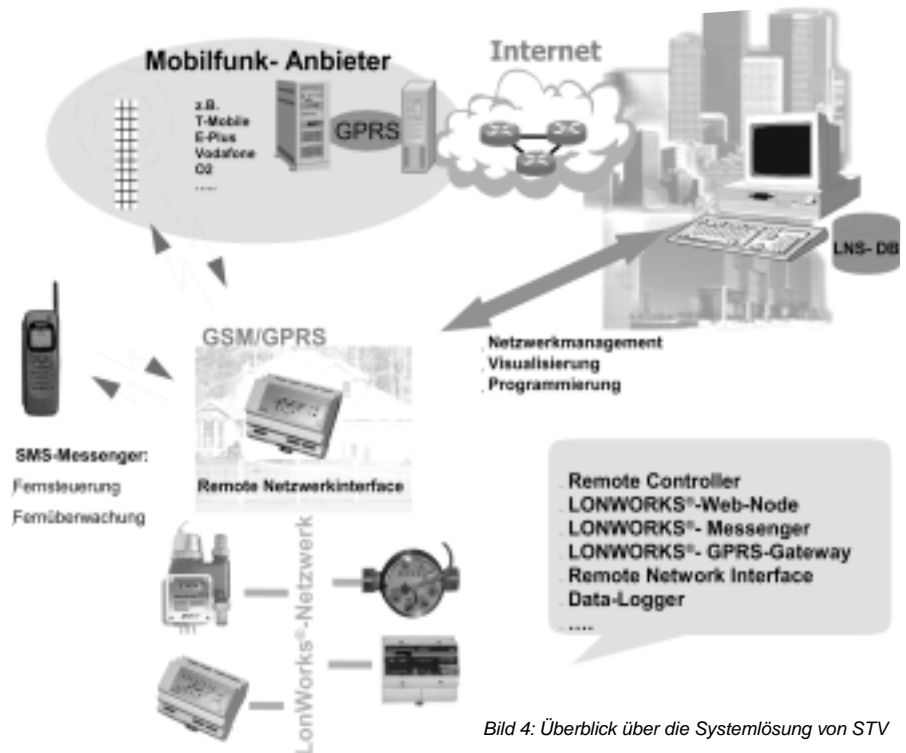 Mobilfunk- Anbieter
z.B.
T-Mobile
E-Plus
Vodafone
O2
.....
GPRS
Internet
LNS- DB
Netzwerkmanagement
Visualisierung
Programmierung
GSM/GPRS
Remote Netzwerkinterface
SMS-Messenger:
Fernsteuerung
Fernüberwachung
LonWorks®-Netzwerk
Remote Controller
LONWORKS®-Web-Node
LONWORKS®- Messenger
LONWORKS®- GPRS-Gateway
Remote Network Interface
Data-Logger
....
Bild 4: Überblick über die Systemlösung von STV